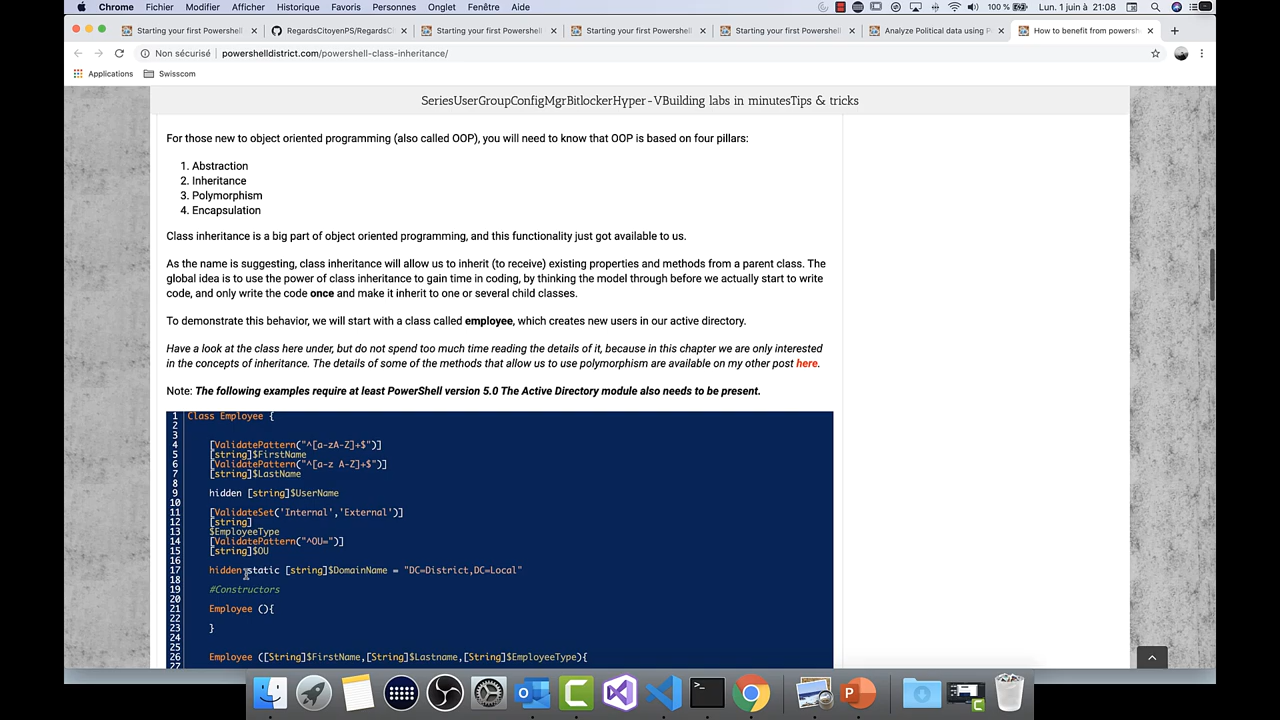 Chrome Fichier Modifier Afficher Historique Favoris Personnes Onglet Fenêtre Aide 100 % Lun. 1 juin à 21:08
Starting your first Powershell
RegardsCitoyenPS/RegardsC
Starting your first Powershell
Starting your first Powershell
Starting your first Powershell
Analyze Political data using P
How to benefit from powersh
Non sécurisé powershelldistrict.com/powershell-class-inheritance/
Applications Swisscom
SeriesUserGroupConfigMgrBitlockerHyper-VBuilding labs in minutesTips & tricks
For those new to object oriented programming (also called OOP), you will need to know that OOP is based on four pillars:
1. Abstraction
2. Inheritance
3. Polymorphism
4. Encapsulation
Class inheritance is a big part of object oriented programming, and this functionality just got available to us.
As the name is suggesting, class inheritance will allow us to inherit (to receive) existing properties and methods from a parent class. The
global idea is to use the power of class inheritance to gain time in coding, by thinking the model through before we actually start to write
code, and only write the code once and make it inherit to one or several child classes.
To demonstrate this behavior, we will start with a class called employee, which creates new users in our active directory.
Have a look at the class here under, but do not spend too much time reading the details of it, because in this chapter we are only interested
in the concepts of inheritance. The details of some of the methods that allow us to use polymorphism are available on my other post here.
Note: The following examples require at least PowerShell version 5.0 The Active Directory module also needs to be present.
1 Class Employee {
2
3
4 [ValidatePattern("^[a-zA-Z]+$")]
5 [string]$FirstName
6 [ValidatePattern("^[a-z A-Z]+$")]
7 [string]$LastName
8
9 hidden [string]$UserName
10
11 [ValidateSet('Internal','External')]
12 [string]
13 $EmployeeType
14 [ValidatePattern("^OU=")]
15 [string]$OU
16
17 hidden static [string]$DomainName = "DC=District,DC=Local"
18
19 #Constructors
20
21 Employee (){
22
23 }
24
25
26 Employee ([String]$FirstName,[String]$Lastname,[String]$EmployeeType){
27